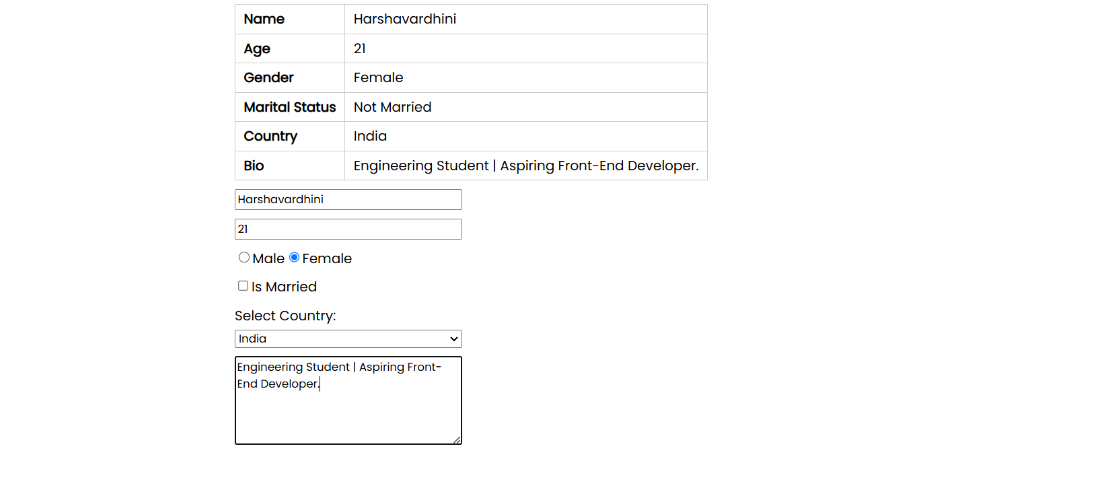 Name Harshavardhini
Age 21
Gender Female
Marital Status Not Married
Country India
Bio Engineering Student | Aspiring Front-End Developer.
Harshavardhini
21
Male Female
Is Married
Select Country:
India
Engineering Student | Aspiring Front-
End Developer.